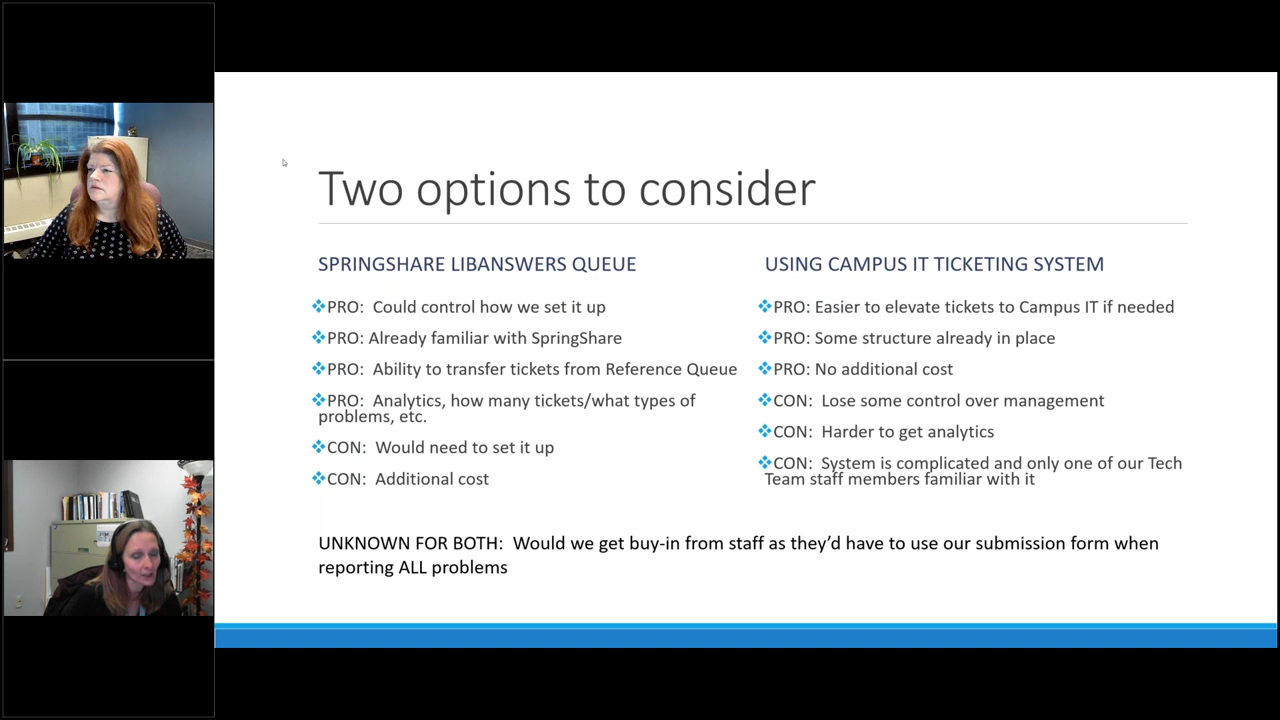 Two options to consider
SPRINGSHARE LIBANSWERS QUEUE
❖PRO:  Could control how we set it up
❖PRO: Already familiar with SpringShare
❖PRO:  Ability to transfer tickets from Reference Queue
❖PRO:  Analytics, how many tickets/what types of
problems, etc.
❖CON:  Would need to set it up
❖CON:  Additional cost
USING CAMPUS IT TICKETING SYSTEM
❖PRO: Easier to elevate tickets to Campus IT if needed
❖PRO: Some structure already in place
❖PRO: No additional cost
❖CON:  Lose some control over management
❖CON:  Harder to get analytics
❖CON:  System is complicated and only one of our Tech
Team staff members familiar with it
UNKNOWN FOR BOTH:  Would we get buy-in from staff as they’d have to use our submission form when
reporting ALL problems